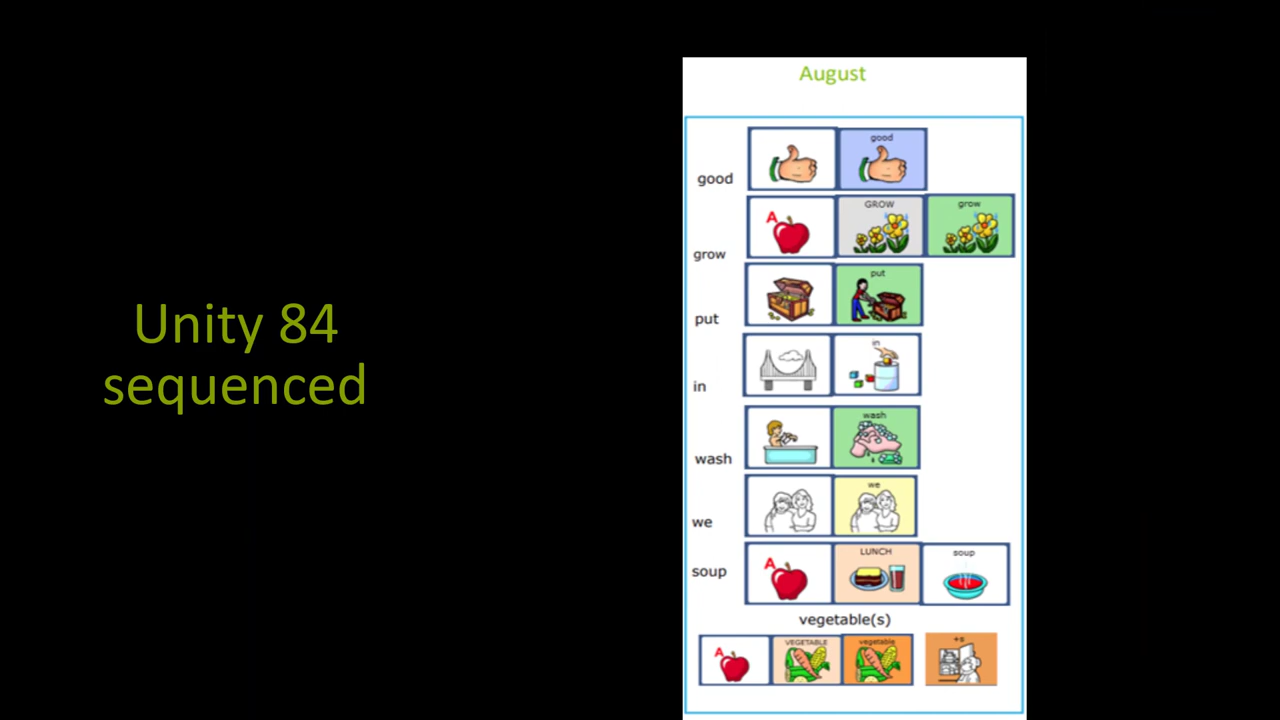 Unity 84
sequenced
August
good
good
A
GROW
grow
grow
put
put
in
in
wash
wash
we
we
A
LUNCH
soup
soup
vegetable(s)
A
VEGETABLE
vegetable
+s